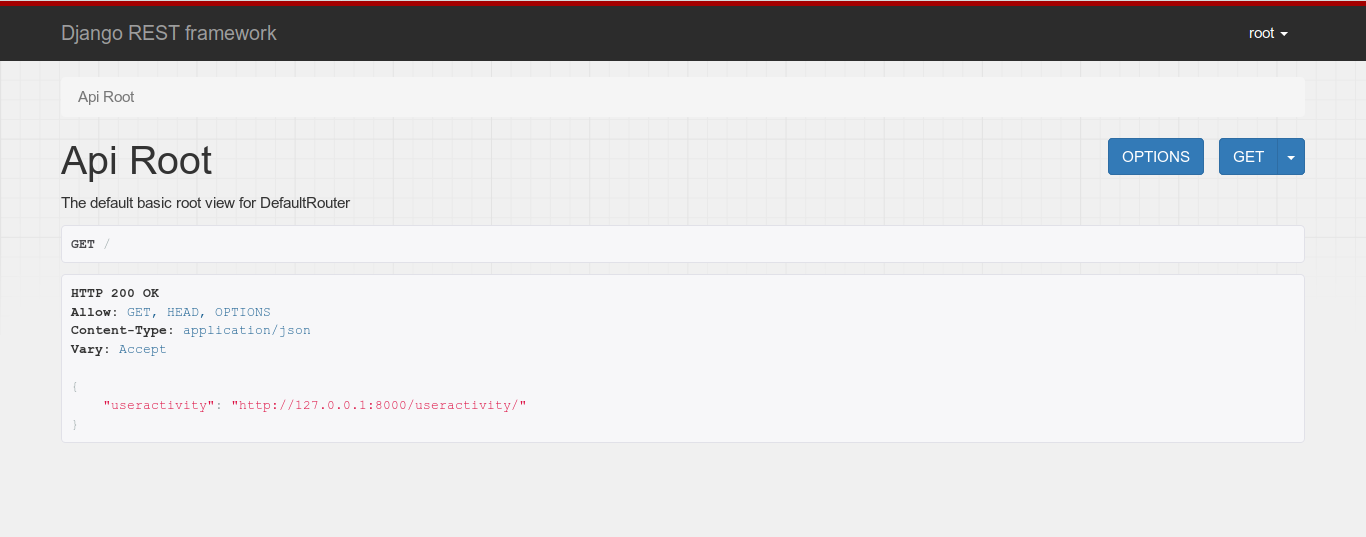 Django REST framework
root
Api Root
Api Root
OPTIONS
GET
The default basic root view for DefaultRouter
GET /
HTTP 200 OK
Allow: GET, HEAD, OPTIONS
Content-Type: application/json
Vary: Accept
{
    "useractivity": "http://127.0.0.1:8000/useractivity/"
}